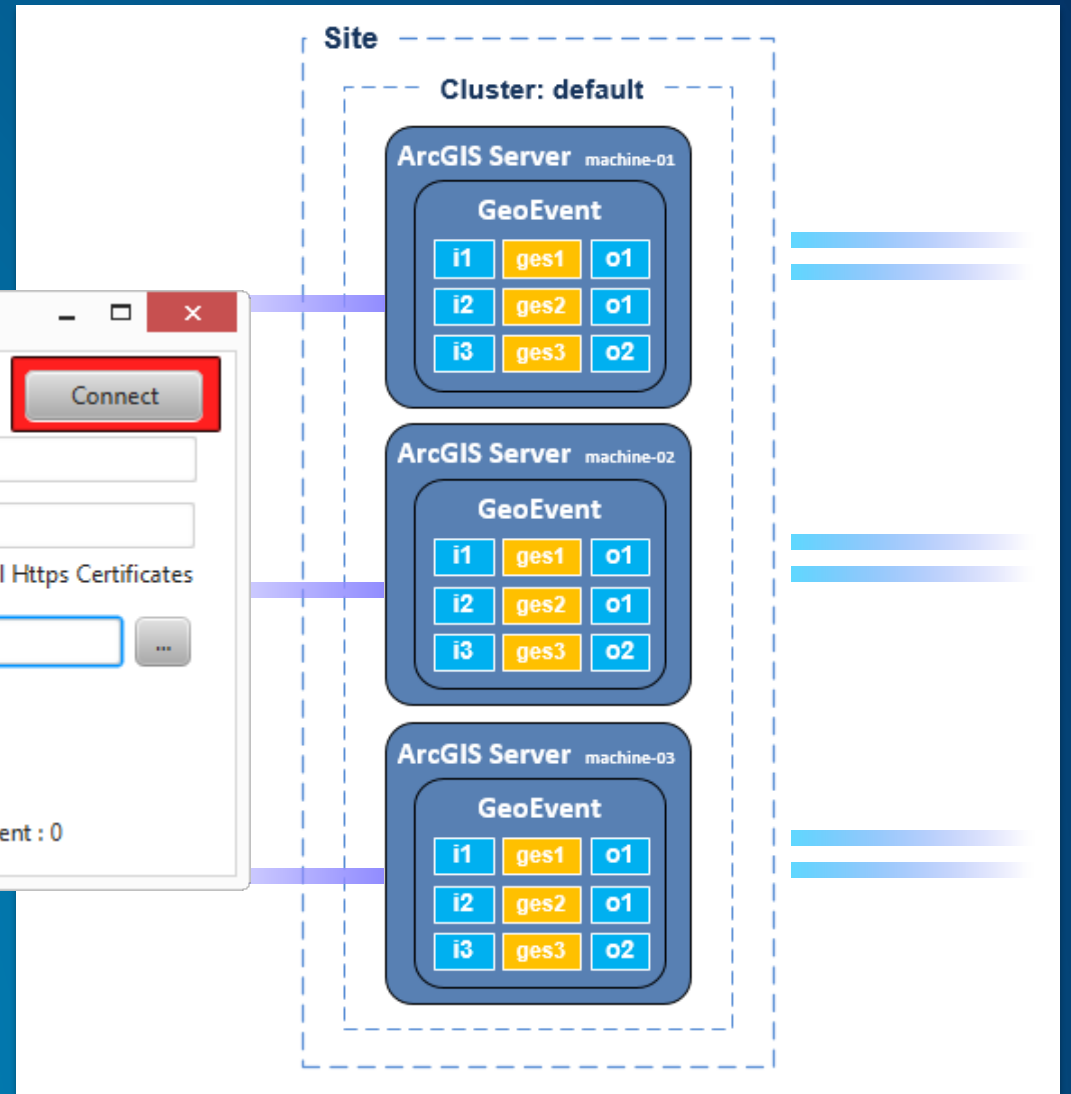 Site
Cluster: default
ArcGIS Server machine-01
GeoEvent
i1 ges1 o1
i2 ges2 o1
i3 ges3 o2
Connect
ArcGIS Server machine-02
GeoEvent
i1 ges1 o1
i2 ges2 o1
i3 ges3 o2
Https Certificates
...
ArcGIS Server machine-03
GeoEvent
i1 ges1 o1
i2 ges2 o1
i3 ges3 o2
ent : 0